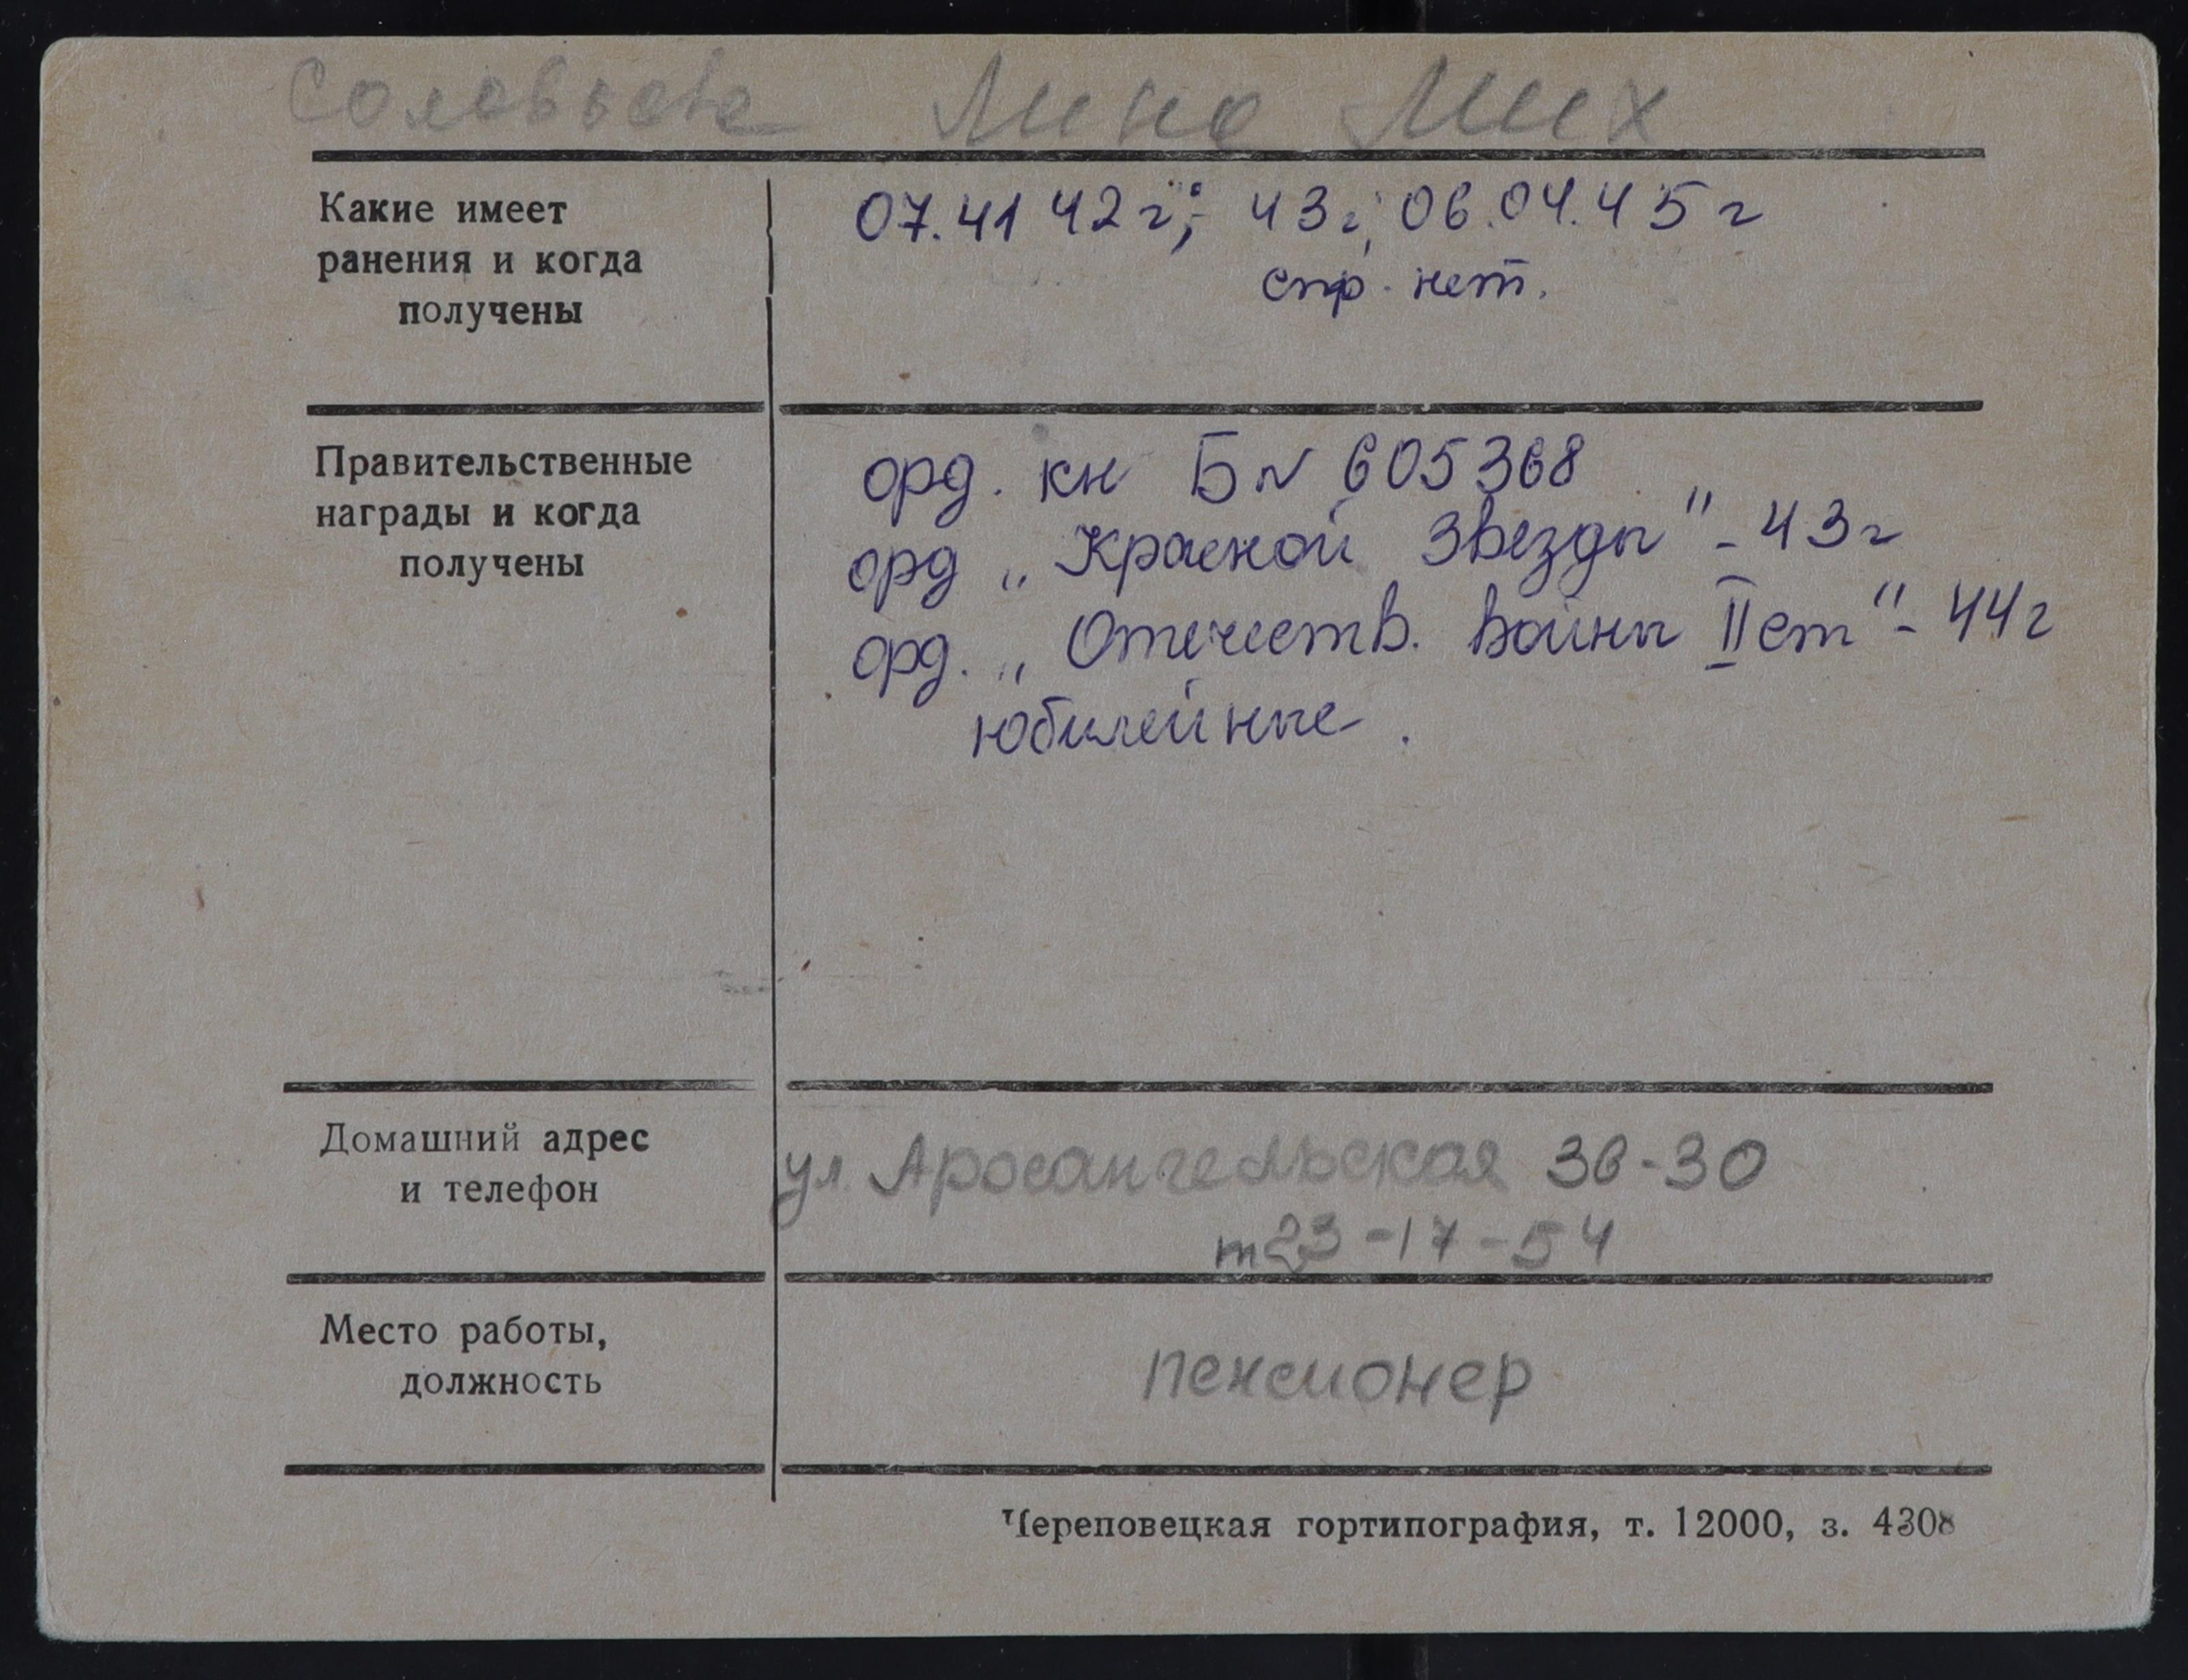 Соловьева Лина Мих
Какие имеет
ранения и когда
получены
07.41 42г; 43г, 06.04.45г
спр. нет.
Правительственные
награды и когда
получены
орд. кн Б № 605368
орд „Красной Звезды" - 43г
орд. „Отечеств. войны II ст" - 44г
юбилейные.
Домашний адрес
и телефон
ул. Арсангельская 36-30
т 23-17-54
Место работы,
должность
пенсионер
Череповецкая гортипография, т. 12000, з. 4308